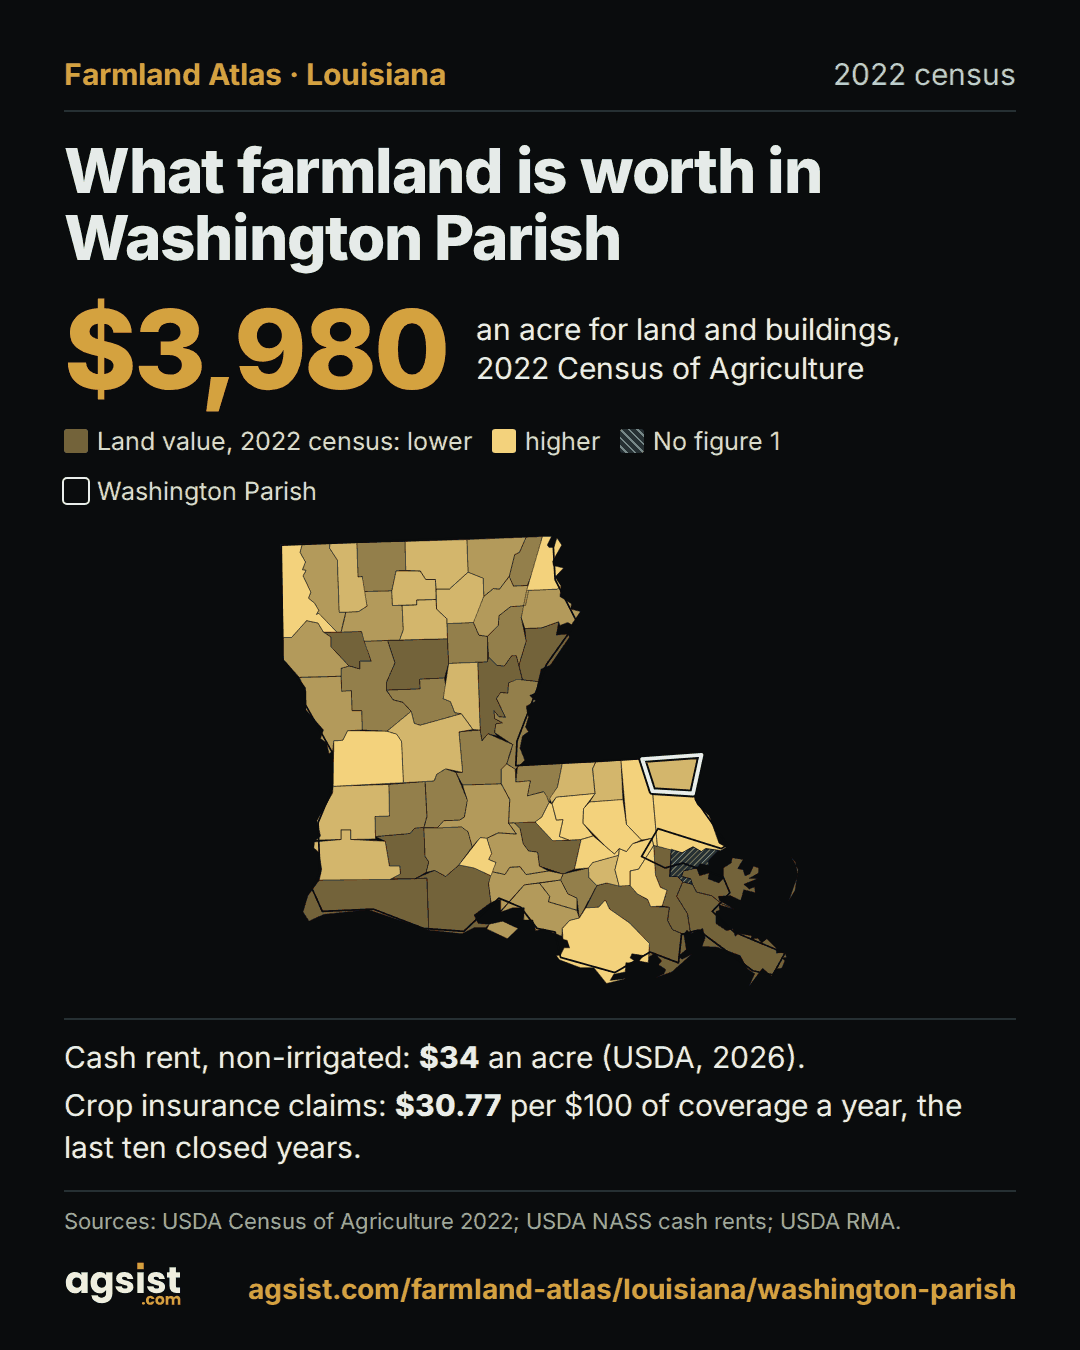 Farmland Atlas · Louisiana
2022 census
What farmland is worth in
Washington Parish
$3,980
an acre for land and buildings,
2022 Census of Agriculture
Land value, 2022 census: lower
higher
No figure 1
Washington Parish
Cash rent, non-irrigated: $34 an acre (USDA, 2026).
Crop insurance claims: $30.77 per $100 of coverage a year, the
last ten closed years.
Sources: USDA Census of Agriculture 2022; USDA NASS cash rents; USDA RMA.
agsist
.com
agsist.com/farmland-atlas/louisiana/washington-parish